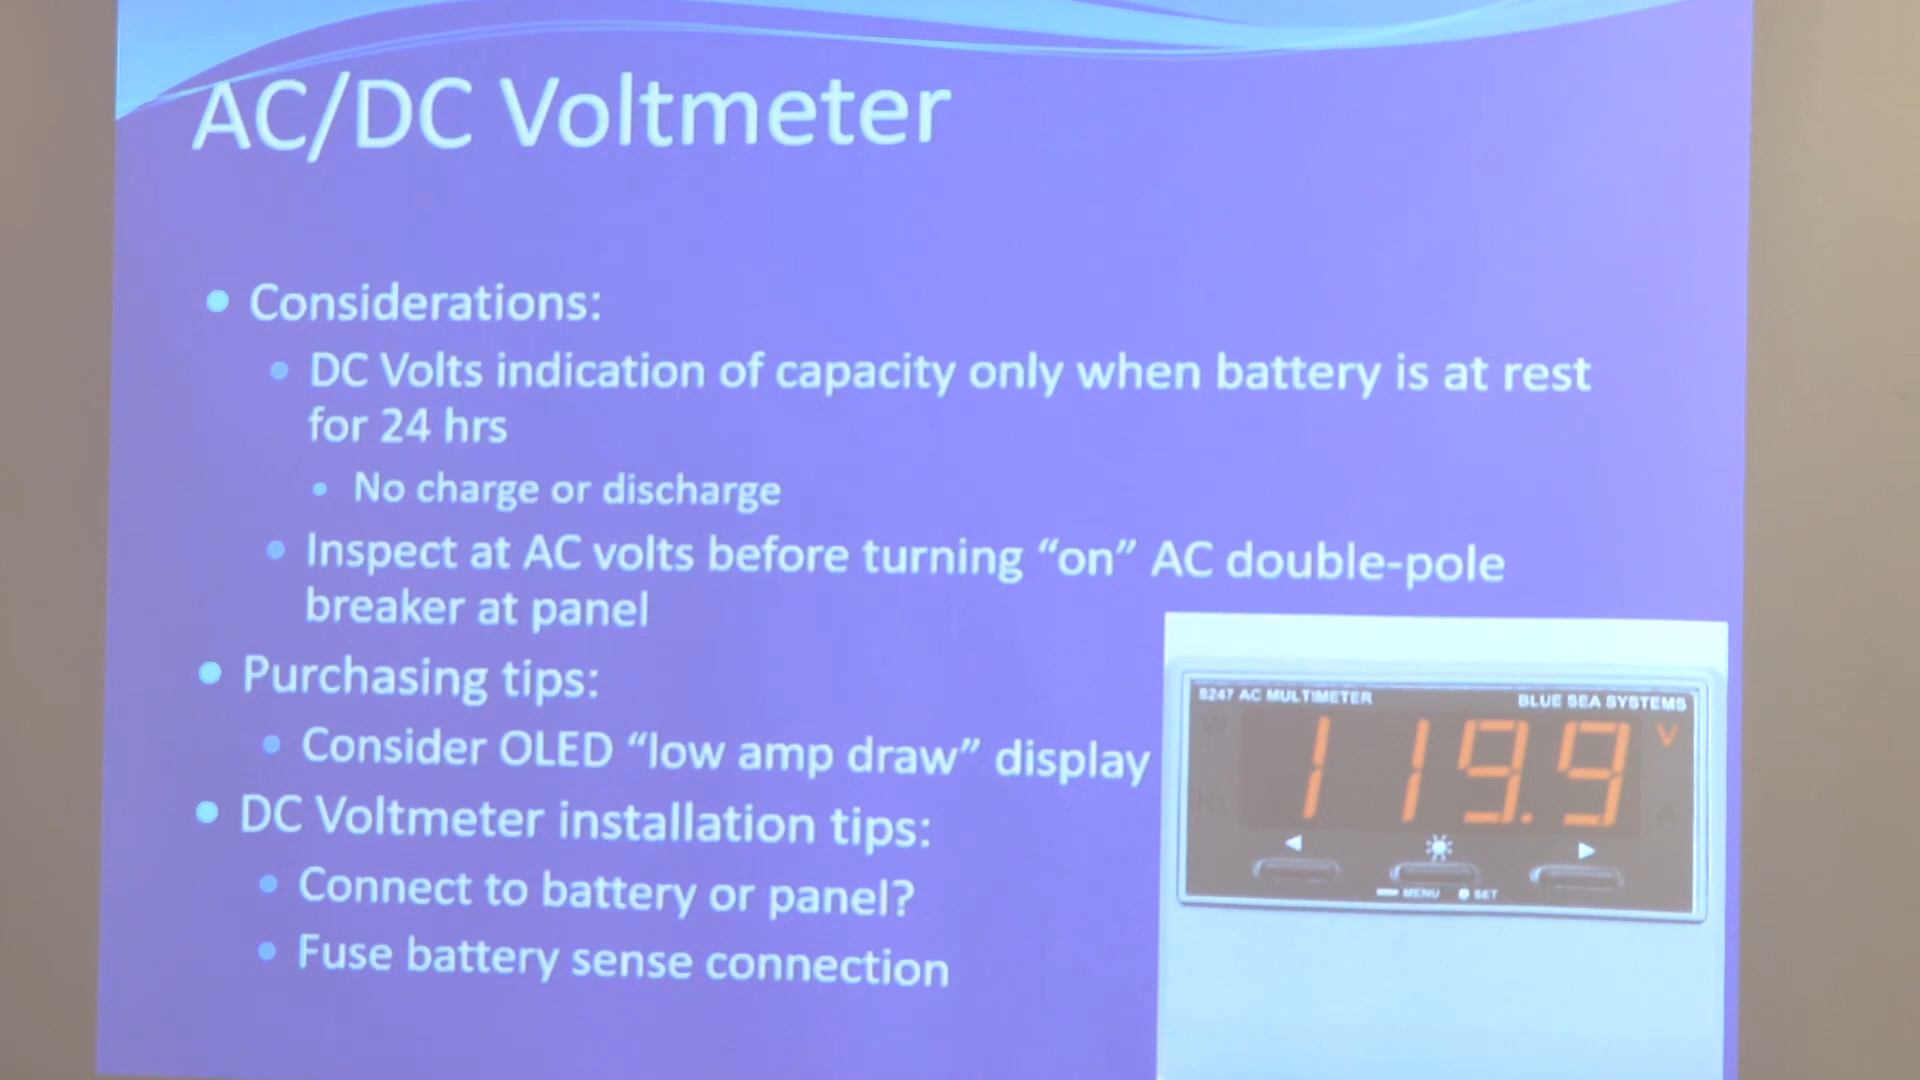 AC/DC Voltmeter
Considerations:
DC Volts indication of capacity only when battery is at rest
for 24 hrs
No charge or discharge
Inspect at AC volts before turning “on” AC double-pole
breaker at panel
Purchasing tips:
Consider OLED “low amp draw” display
DC Voltmeter installation tips:
Connect to battery or panel?
Fuse battery sense connection
8247 AC MULTIMETER
BLUE SEA SYSTEMS
119.9 V
MENU SET